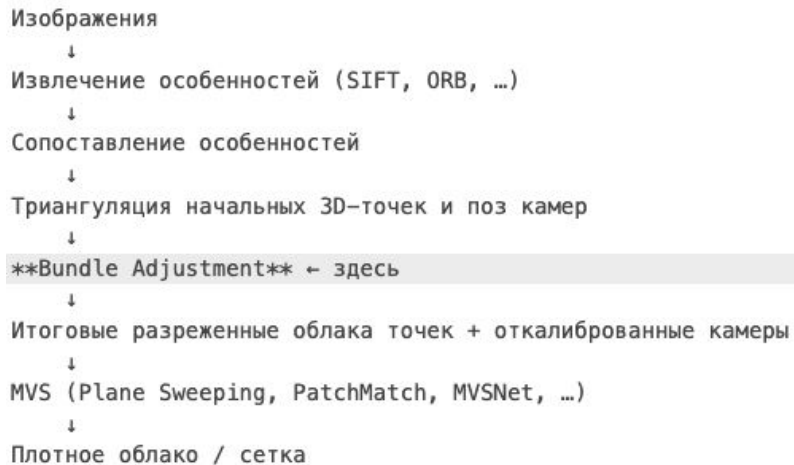 Изображения
↓
Извлечение особенностей (SIFT, ORB, …)
↓
Сопоставление особенностей
↓
Триангуляция начальных 3D–точек и поз камер
↓
**Bundle Adjustment** ← здесь
↓
Итоговые разреженные облака точек + откалиброванные камеры
↓
MVS (Plane Sweeping, PatchMatch, MVSNet, …)
↓
Плотное облако / сетка